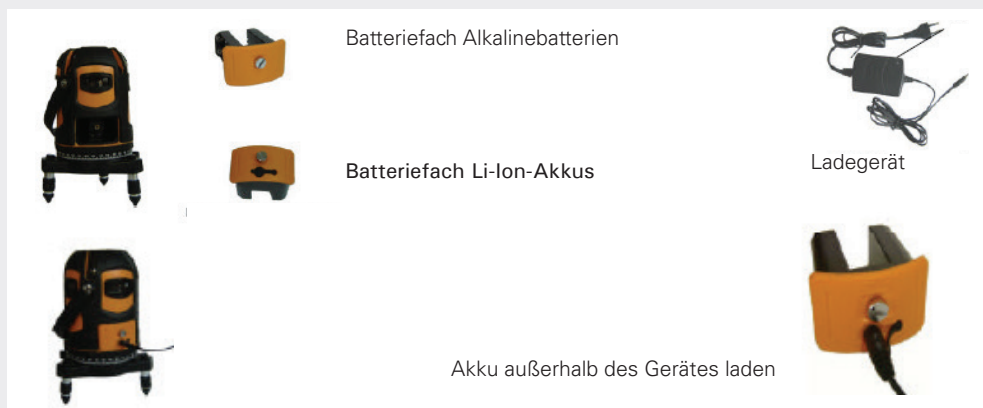 Batteriefach Alkalinebatterien
Batteriefach Li-Ion-Akkus
Ladegerät
Akku außerhalb des Gerätes laden